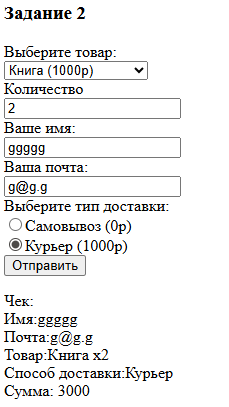 Задание 2
Выберите товар:
Книга (1000р)
Количество
2
Ваше имя:
ggggg
Ваша почта:
g@g.g
Выберите тип доставки:
Самовывоз (0р)
Курьер (1000р)
Отправить
Чек:
Имя:ggggg
Почта:g@g.g
Товар:Книга x2
Способ доставки:Курьер
Сумма: 3000